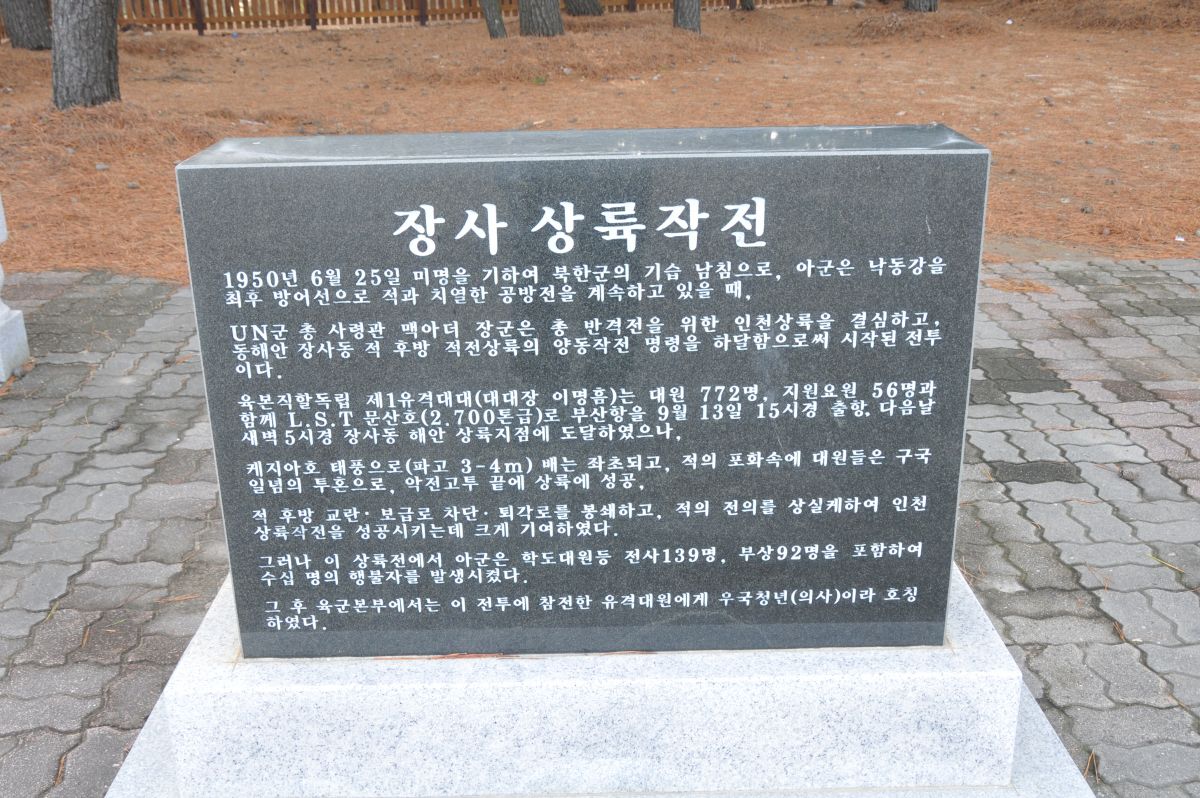 장사 상륙작전
1950년 6월 25일 미명을 기하여 북한군의 기습 남침으로, 아군은 낙동강을
최후 방어선으로 적과 치열한 공방전을 계속하고 있을 때,
UN군 총 사령관 맥아더 장군은 총 반격전을 위한 인천상륙을 결심하고,
동해안 장사동 적 후방 적전상륙의 양동작전 명령을 하달함으로써 시작된 전투
이다.
육본직할독립 제1유격대대(대대장 이명흠)는 대원 772명, 지원요원 56명과
함께 L.S.T 문산호(2.700톤급)로 부산항을 9월 13일 15시경 출항, 다음날
새벽 5시경 장사동 해안 상륙지점에 도달하였으나,
케지아호 태풍으로(파고 3-4m) 배는 좌초되고, 적의 포화속에 대원들은 구국
일념의 투혼으로, 악전고투 끝에 상륙에 성공,
적 후방 교란·보급로 차단·퇴각로를 봉쇄하고, 적의 전의를 상실케하여 인천
상륙작전을 성공시키는데 크게 기여하였다.
그러나 이 상륙전에서 아군은 학도대원등 전사139명, 부상92명을 포함하여
수십 명의 행불자를 발생시켰다.
그 후 육군본부에서는 이 전투에 참전한 유격대원에게 우국청년(의사)이라 호칭
하였다.